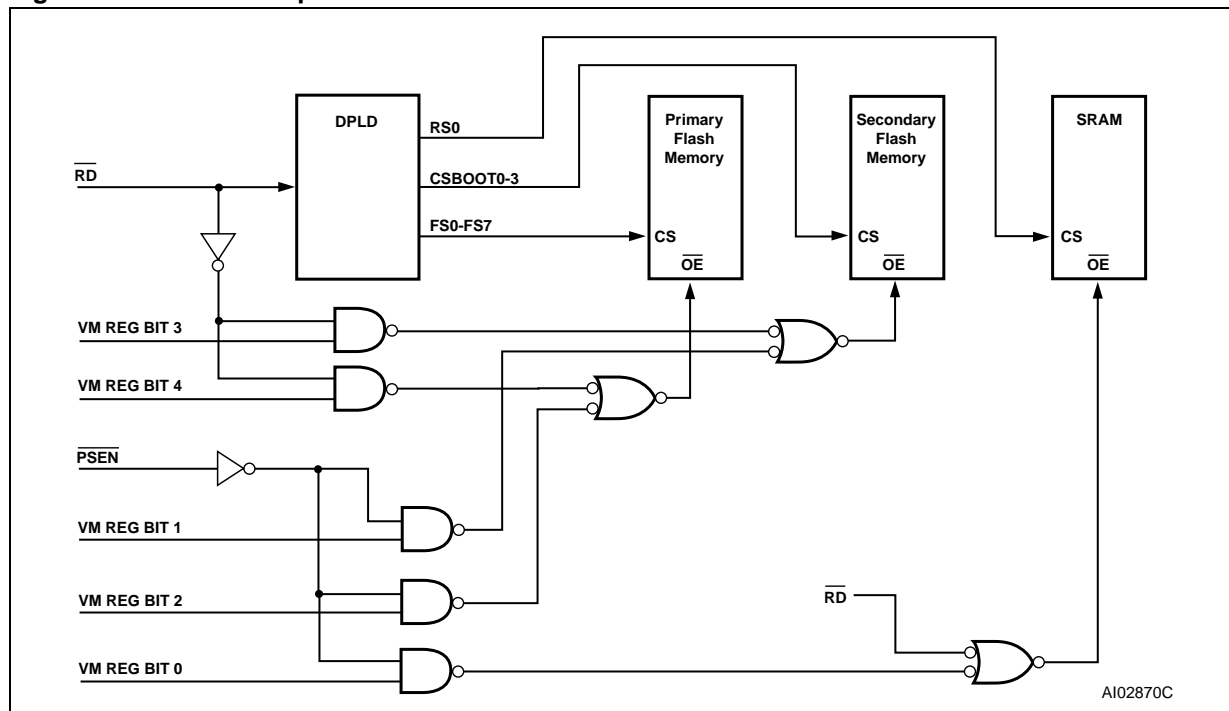 DPLD
RS0
CSBOOT0-3
FS0-FS7
Primary
Flash
Memory
CS
OE
Secondary
Flash
Memory
CS
OE
SRAM
CS
OE
RD
VM REG BIT 3
VM REG BIT 4
PSEN
VM REG BIT 1
VM REG BIT 2
VM REG BIT 0
RD
AI02870C